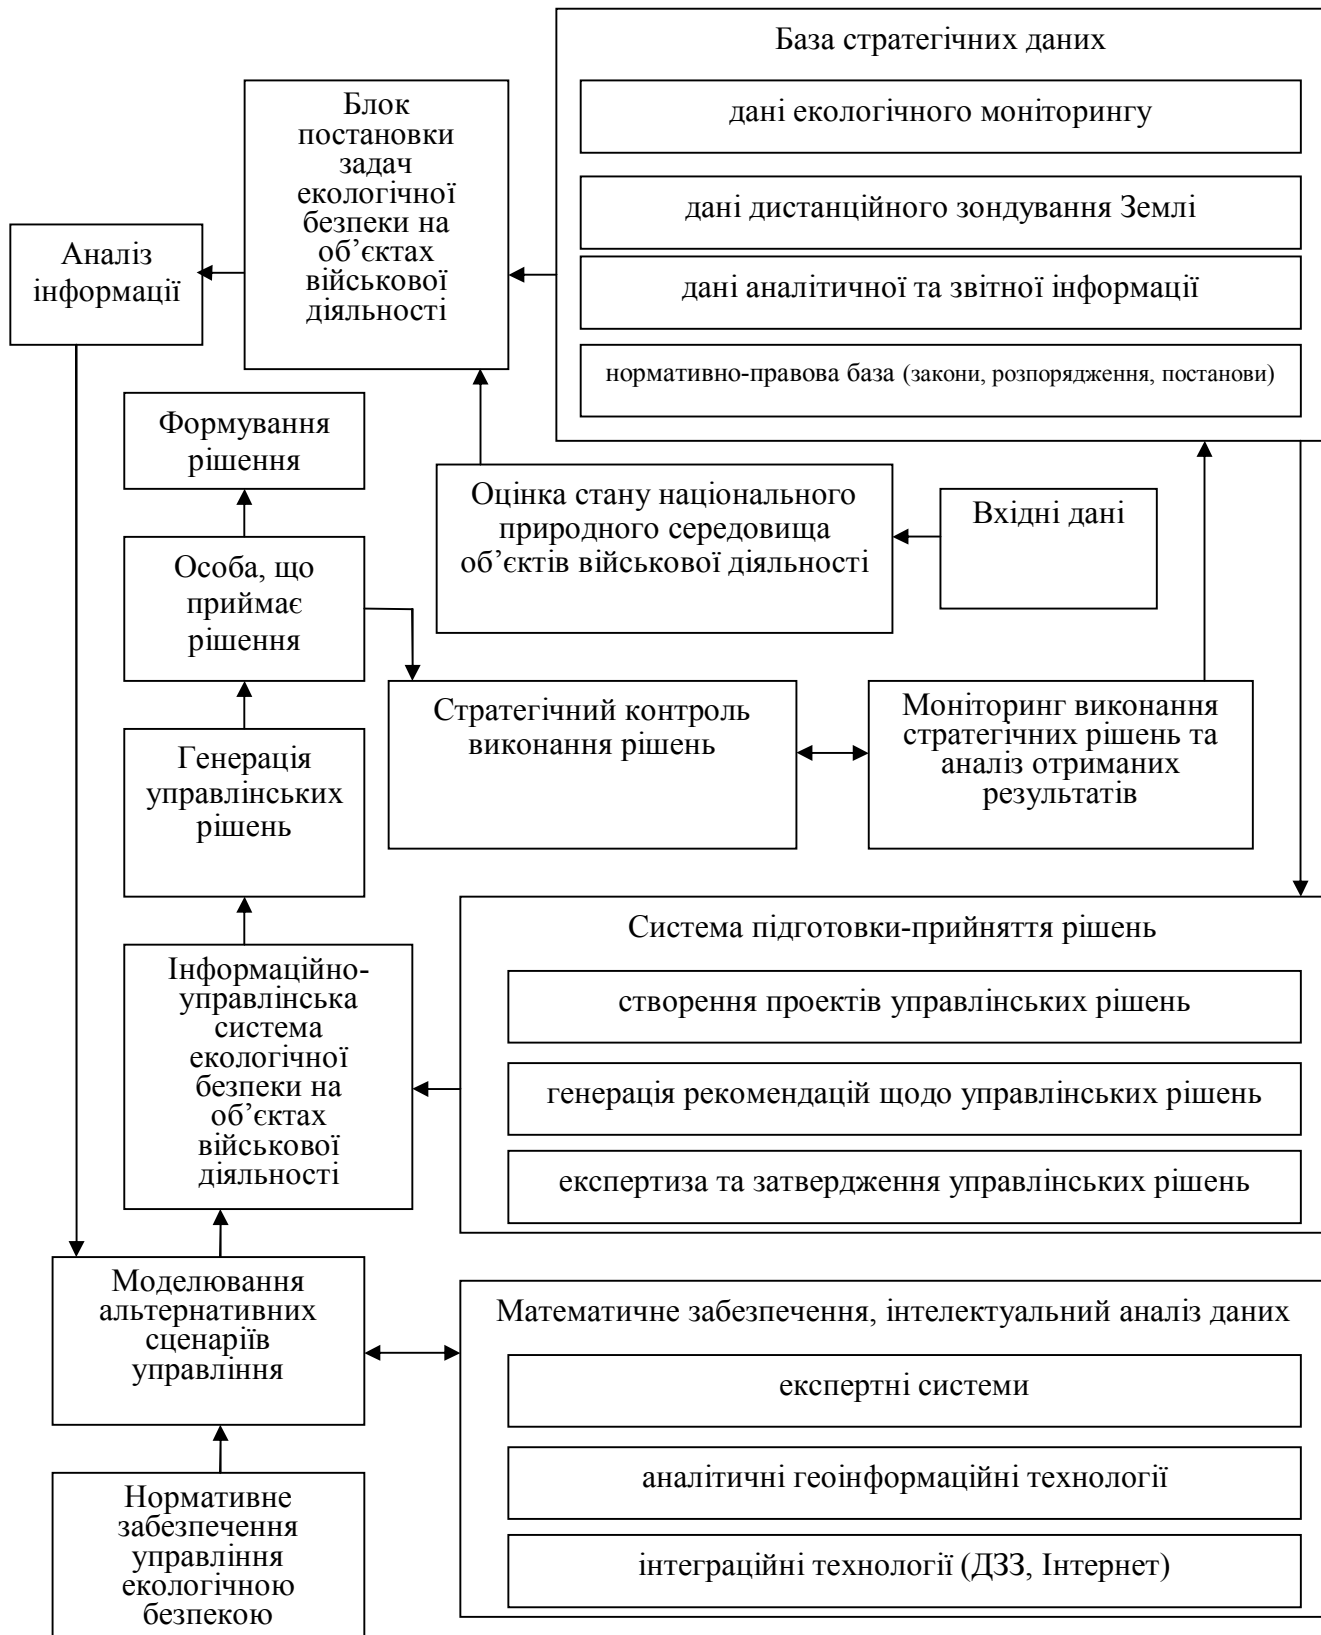 База стратегічних даних
дані екологічного моніторингу
дані дистанційного зондування Землі
дані аналітичної та звітної інформації
нормативно-правова база (закони, розпорядження, постанови)
Блок
постановки
задач
екологічної
безпеки на
об’єктах
військової
діяльності
Аналіз
інформації
Формування
рішення
Оцінка стану національного
природного середовища
об’єктів військової діяльності
Вхідні дані
Особа, що
приймає
рішення
Стратегічний контроль
виконання рішень
Моніторинг виконання
стратегічних рішень та
аналіз отриманих
результатів
Генерація
управлінських
рішень
Система підготовки-прийняття рішень
створення проектів управлінських рішень
генерація рекомендацій щодо управлінських рішень
експертиза та затвердження управлінських рішень
Інформаційно-
управлінська
система
екологічної
безпеки на
об’єктах
військової
діяльності
Моделювання
альтернативних
сценаріїв
управління
Математичне забезпечення, інтелектуальний аналіз даних
експертні системи
аналітичні геоінформаційні технології
інтеграційні технології (ДЗЗ, Інтернет)
Нормативне
забезпечення
управління
екологічною
безпекою